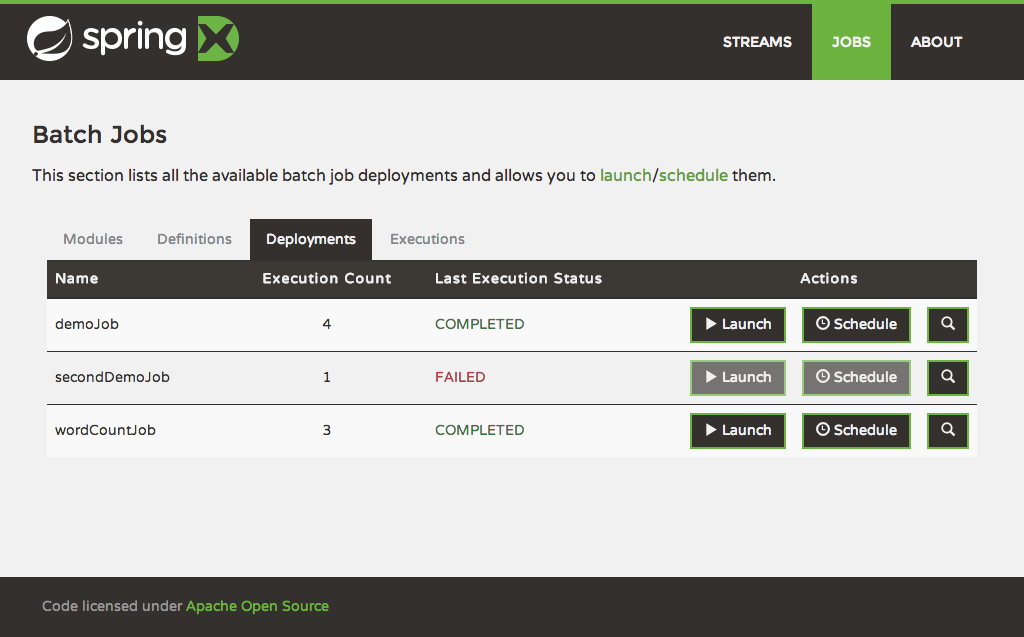 spring XD
STREAMS JOBS ABOUT
Batch Jobs
This section lists all the available batch job deployments and allows you to launch/schedule them.
Modules Definitions Deployments Executions
Name Execution Count Last Execution Status Actions
demoJob 4 COMPLETED Launch Schedule
secondDemoJob 1 FAILED Launch Schedule
wordCountJob 3 COMPLETED Launch Schedule
Code licensed under Apache Open Source